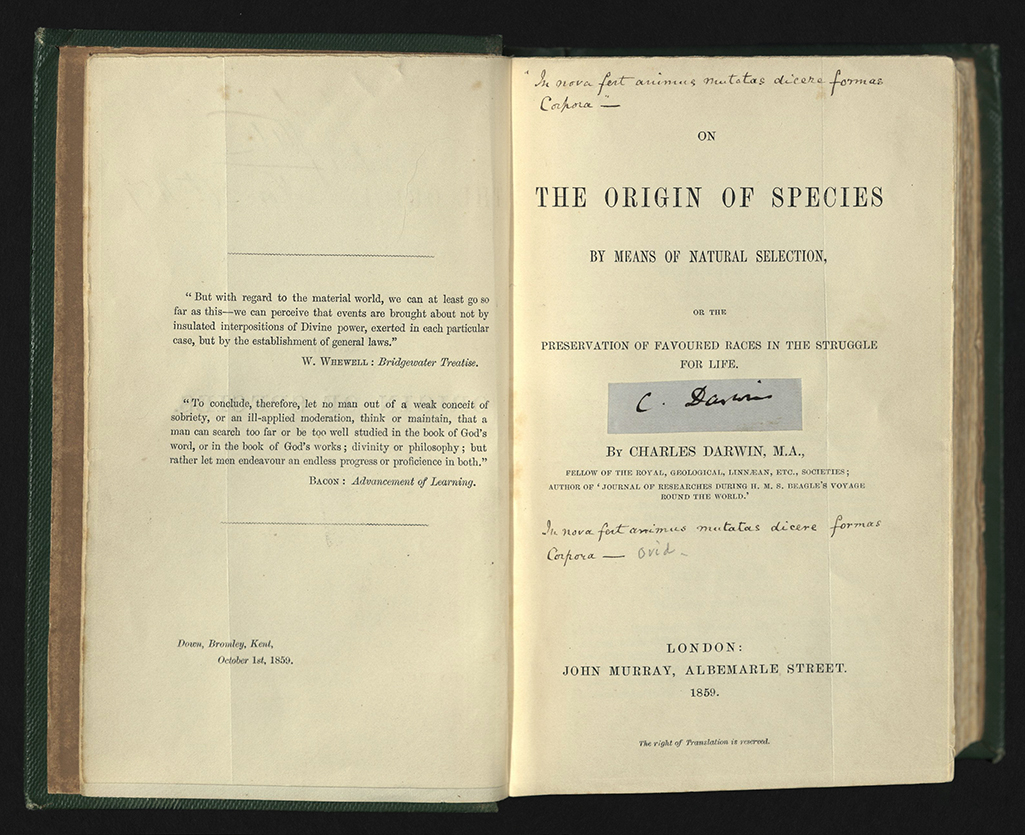 “ But with regard to the material world, we can at least go so
far as this—we can perceive that events are brought about not by
insulated interpositions of Divine power, exerted in each particular
case, but by the establishment of general laws.”
W. WHEWELL : Bridgewater Treatise.
“ To conclude, therefore, let no man out of a weak conceit of
sobriety, or an ill-applied moderation, think or maintain, that a
man can search too far or be too well studied in the book of God’s
word, or in the book of God’s works ; divinity or philosophy ; but
rather let men endeavour an endless progress or proficience in both.”
BACON : Advancement of Learning.
Down, Bromley, Kent,
October 1st, 1859.
"In nova fert animus mutatas dicere formas
Corpora" —
ON
THE ORIGIN OF SPECIES
BY MEANS OF NATURAL SELECTION,
OR THE
PRESERVATION OF FAVOURED RACES IN THE STRUGGLE
FOR LIFE.
C. Darwin
BY CHARLES DARWIN, M.A.,
FELLOW OF THE ROYAL, GEOLOGICAL, LINNÆAN, ETC., SOCIETIES ;
AUTHOR OF ‘ JOURNAL OF RESEARCHES DURING H. M. S. BEAGLE’S VOYAGE
ROUND THE WORLD.’
In nova fert animus mutatas dicere formas
Corpora — Ovid –
LONDON:
JOHN MURRAY, ALBEMARLE STREET.
1859.
The right of Translation is reserved.